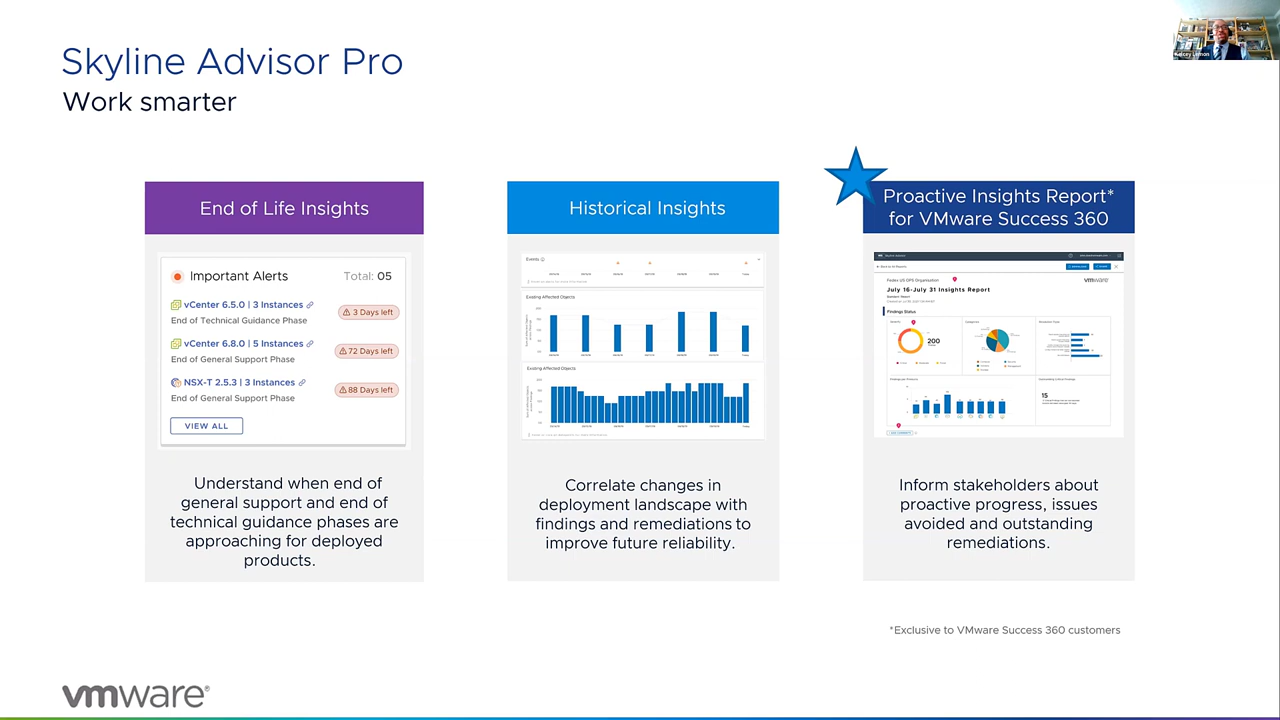 Skyline Advisor Pro
Work smarter
End of Life Insights
Important Alerts
Total: 05
vCenter 6.5.0 | 3 Instances
End of Technical Guidance Phase
3 Days left
vCenter 6.8.0 | 5 Instances
End of General Support Phase
72 Days left
NSX-T 2.5.3 | 3 Instances
End of General Support Phase
88 Days left
VIEW ALL
Understand when end of
general support and end of
technical guidance phases are
approaching for deployed
products.
Historical Insights
Events
Existing Affected Objects
Existing Affected Objects
Correlate changes in
deployment landscape with
findings and remediations to
improve future reliability.
Proactive Insights Report*
for VMware Success 360
Fedex US OPS Organisation
vmware
July 16-July 31 Insights Report
Findings Status
200
15
Inform stakeholders about
proactive progress, issues
avoided and outstanding
remediations.
*Exclusive to VMware Success 360 customers
vmware®